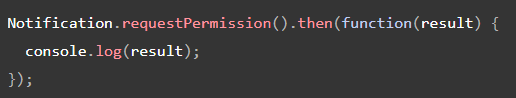 Notification.requestPermission().then(function(result) {
  console.log(result);
});